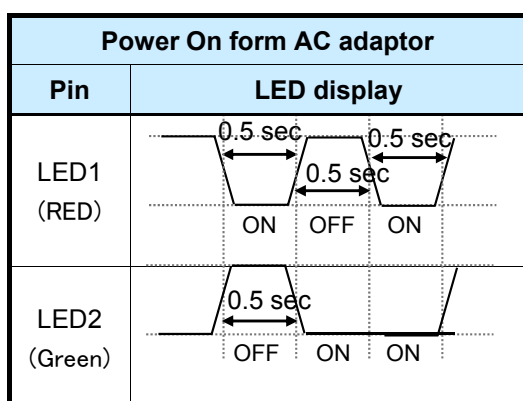 Power On form AC adaptor
Pin LED display
0.5 sec 0.5 sec
LED1 0.5 sec
(RED)
ON OFF ON
0.5 sec
LED2
(Green) OFF ON ON